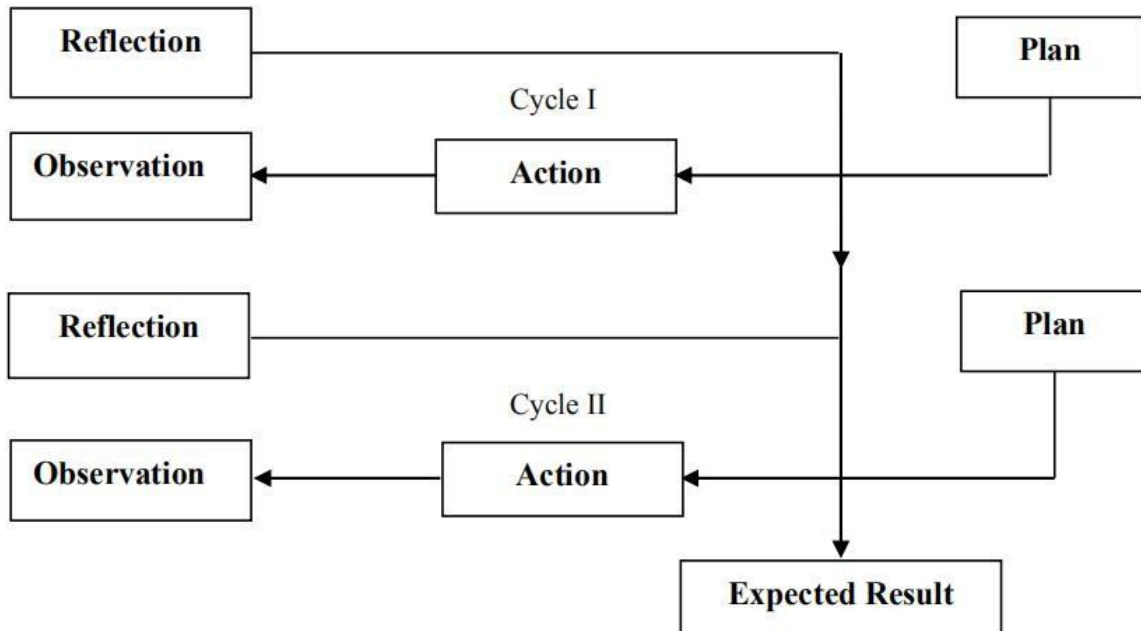 Reflection
Plan
Cycle I
Observation
Action
Reflection
Plan
Cycle II
Observation
Action
Expected Result